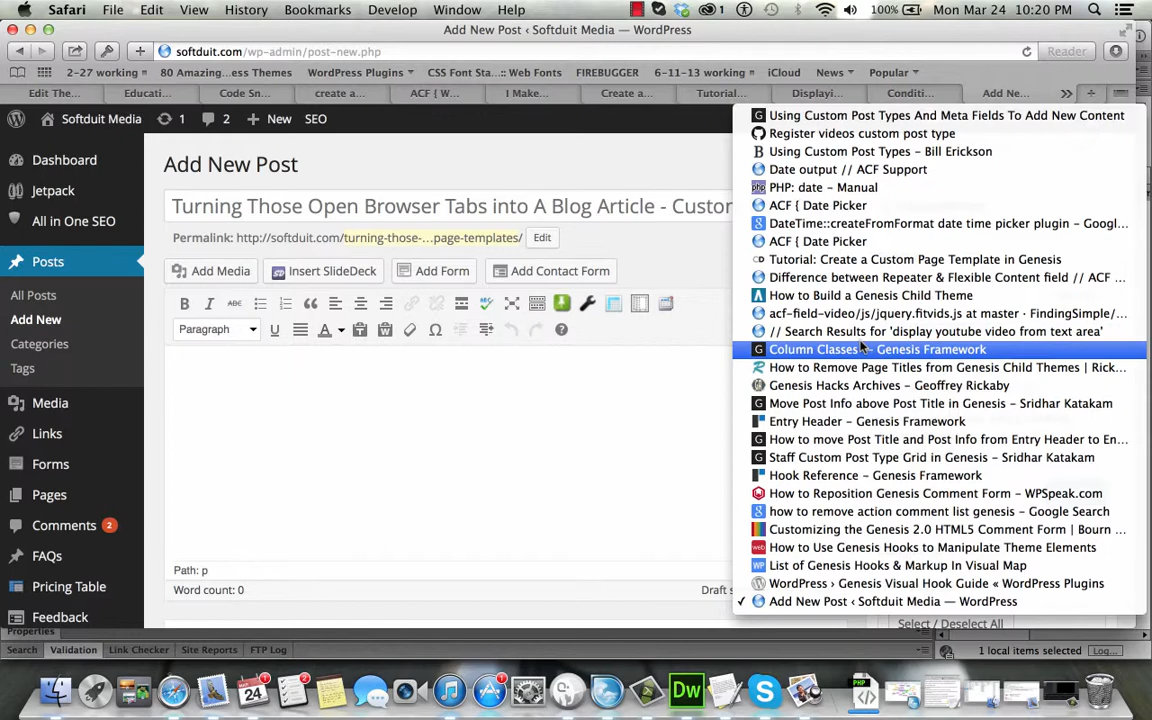 Safari File Edit View History Bookmarks Develop Window Help 1 100% Mon Mar 24 10:20 PM
Add New Post ‹ Softduit Media — WordPress
softduit.com/wp-admin/post-new.php Reader
2-27 working 80 Amazing...ess Themes WordPress Plugins CSS Font Sta...:: Web Fonts FIREBUGGER 6-11-13 working iCloud News Popular
Edit The... Educati... Code Sn... create a... ACF { W... I Make... Create a... Tutorial... Displayi... Conditi... Add Ne...
Softduit Media 1 2 + New SEO
Dashboard
Jetpack
All in One SEO
Posts
All Posts
Add New
Categories
Tags
Media
Links
Forms
Pages
Comments 2
FAQs
Pricing Table
Feedback
Add New Post
Turning Those Open Browser Tabs into A Blog Article - Custor
Permalink: http://softduit.com/turning-those-...page-templates/ Edit
Add Media Insert SlideDeck Add Form Add Contact Form
B I ABC
Paragraph U A Ω
Path: p
Word count: 0 Draft s
Using Custom Post Types And Meta Fields To Add New Content
Register videos custom post type
Using Custom Post Types – Bill Erickson
Date output // ACF Support
PHP: date – Manual
ACF { Date Picker
DateTime::createFromFormat date time picker plugin – Googl...
ACF { Date Picker
Tutorial: Create a Custom Page Template in Genesis
Difference between Repeater & Flexible Content field // ACF ...
How to Build a Genesis Child Theme
acf-field-video/js/jquery.fitvids.js at master · FindingSimple/...
// Search Results for 'display youtube video from text area'
Column Classes – Genesis Framework
How to Remove Page Titles from Genesis Child Themes | Rick...
Genesis Hacks Archives – Geoffrey Rickaby
Move Post Info above Post Title in Genesis – Sridhar Katakam
Entry Header – Genesis Framework
How to move Post Title and Post Info from Entry Header to En...
Staff Custom Post Type Grid in Genesis – Sridhar Katakam
Hook Reference – Genesis Framework
How to Reposition Genesis Comment Form – WPSpeak.com
how to remove action comment list genesis – Google Search
Customizing the Genesis 2.0 HTML5 Comment Form | Bourn ...
How to Use Genesis Hooks to Manipulate Theme Elements
List of Genesis Hooks & Markup In Visual Map
WordPress › Genesis Visual Hook Guide « WordPress Plugins
✓ Add New Post ‹ Softduit Media — WordPress
Select / Deselect All
Properties
Search Validation Link Checker Site Reports FTP Log 1 local items selected Log...
24 Dw PHP